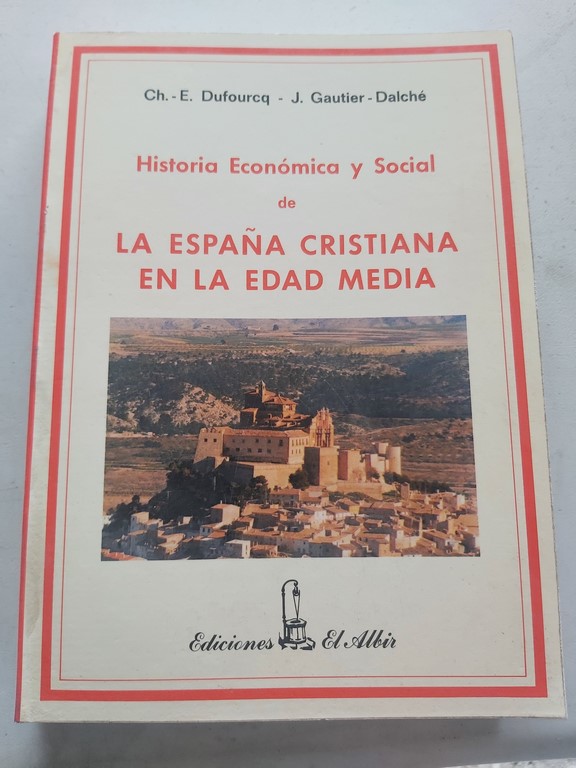 Ch.-E. Dufourcq - J. Gautier-Dalché
Historia Económica y Social
de
LA ESPAÑA CRISTIANA
EN LA EDAD MEDIA
Ediciones El Albir